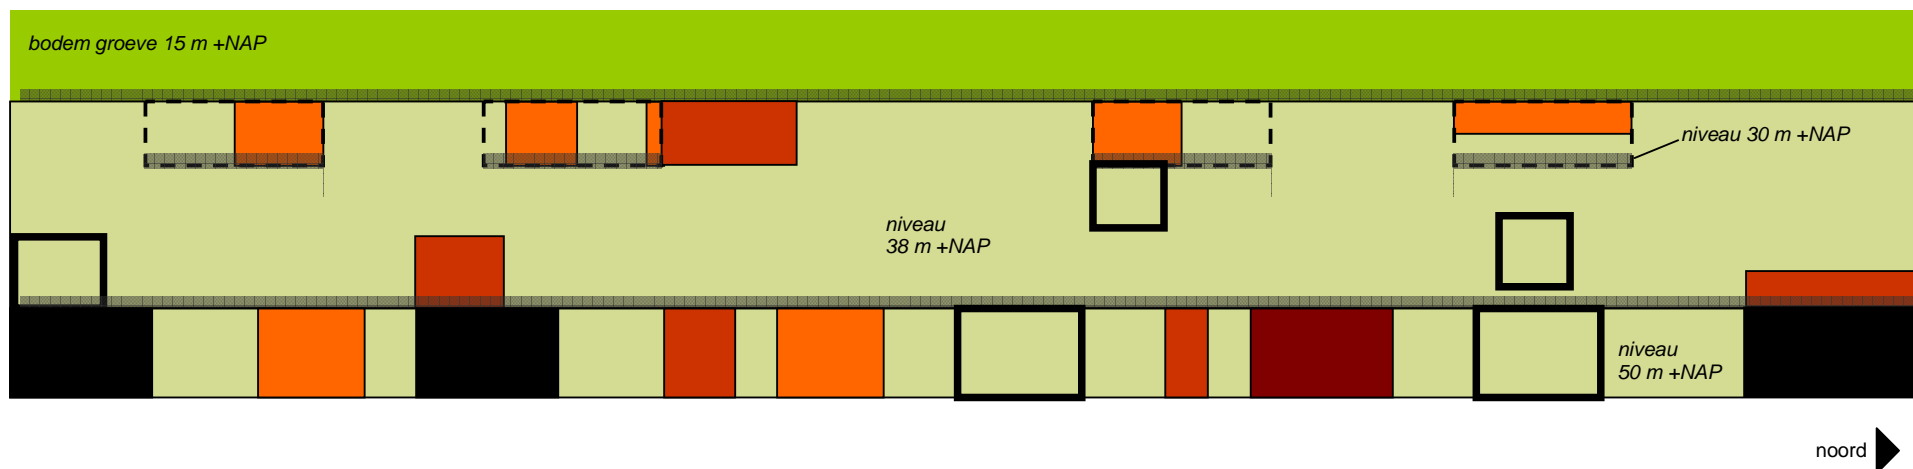 bodem groeve 15 m +NAP
niveau 30 m +NAP
niveau
38 m +NAP
niveau
50 m +NAP
noord